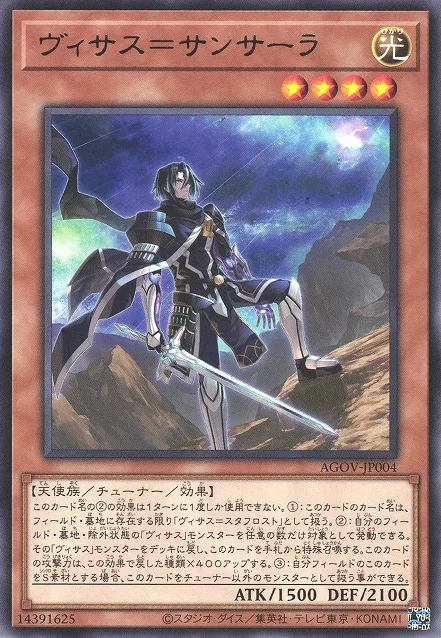 ヴィサス＝サンサーラ
ひかり
光
AGOV-JP004
【天使族／チューナー／効果】
このカード名の②の効果は1ターンに1度しか使用できない。①：このカードのカード名は、
フィールド・墓地に存在する限り「ヴィサス＝スタフロスト」として扱う。②：自分のフィー
ルド・墓地・除外状態の「ヴィサス」モンスターを任意の数だけ対象として発動できる。
その「ヴィサス」モンスターをデッキに戻し、このカードを手札から特殊召喚する。このカード
の攻撃力は、この効果で戻した種類×400アップする。③：自分フィールドのこのカードを
S素材とする場合、このカードをチューナー以外のモンスターとして扱う事ができる。
ATK/1500 DEF/2100
14391625
©スタジオ・ダイス/集英社・テレビ東京・KONAMI